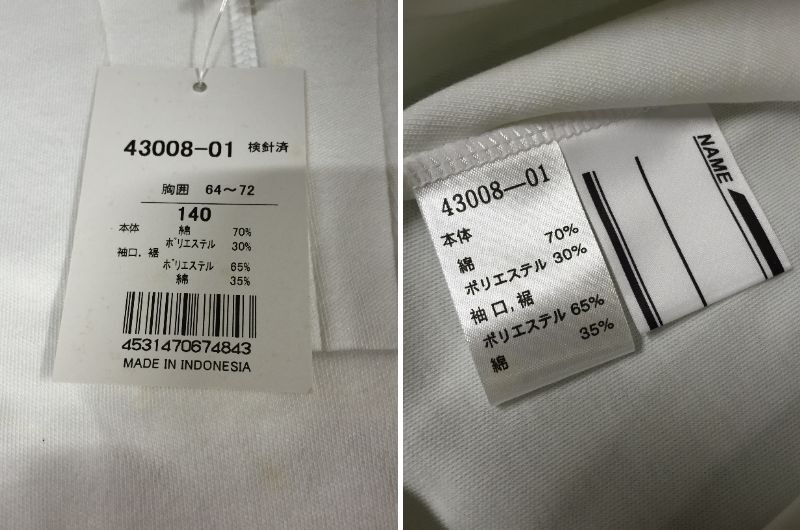 43008-01 検針済
胸囲 64～72
140
本体 綿 70%
ポリエステル 30%
袖口，裾
ポリエステル 65%
綿 35%
4531470674843
MADE IN INDONESIA
43008—01
本体
綿 70%
ポリエステル 30%
袖口，裾
ポリエステル 65%
綿 35%
NAME